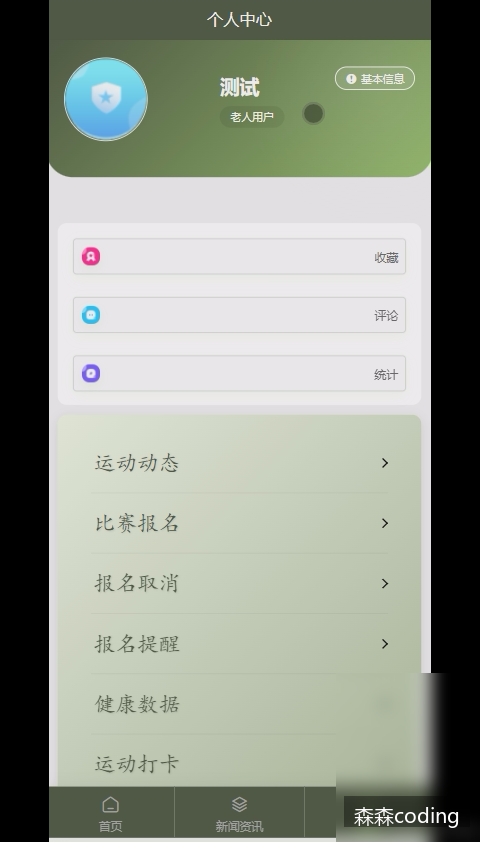 个人中心
测试
基本信息
老人用户
收藏
评论
统计
运动动态
比赛报名
报名取消
报名提醒
健康数据
运动打卡
首页
新闻资讯
森森coding